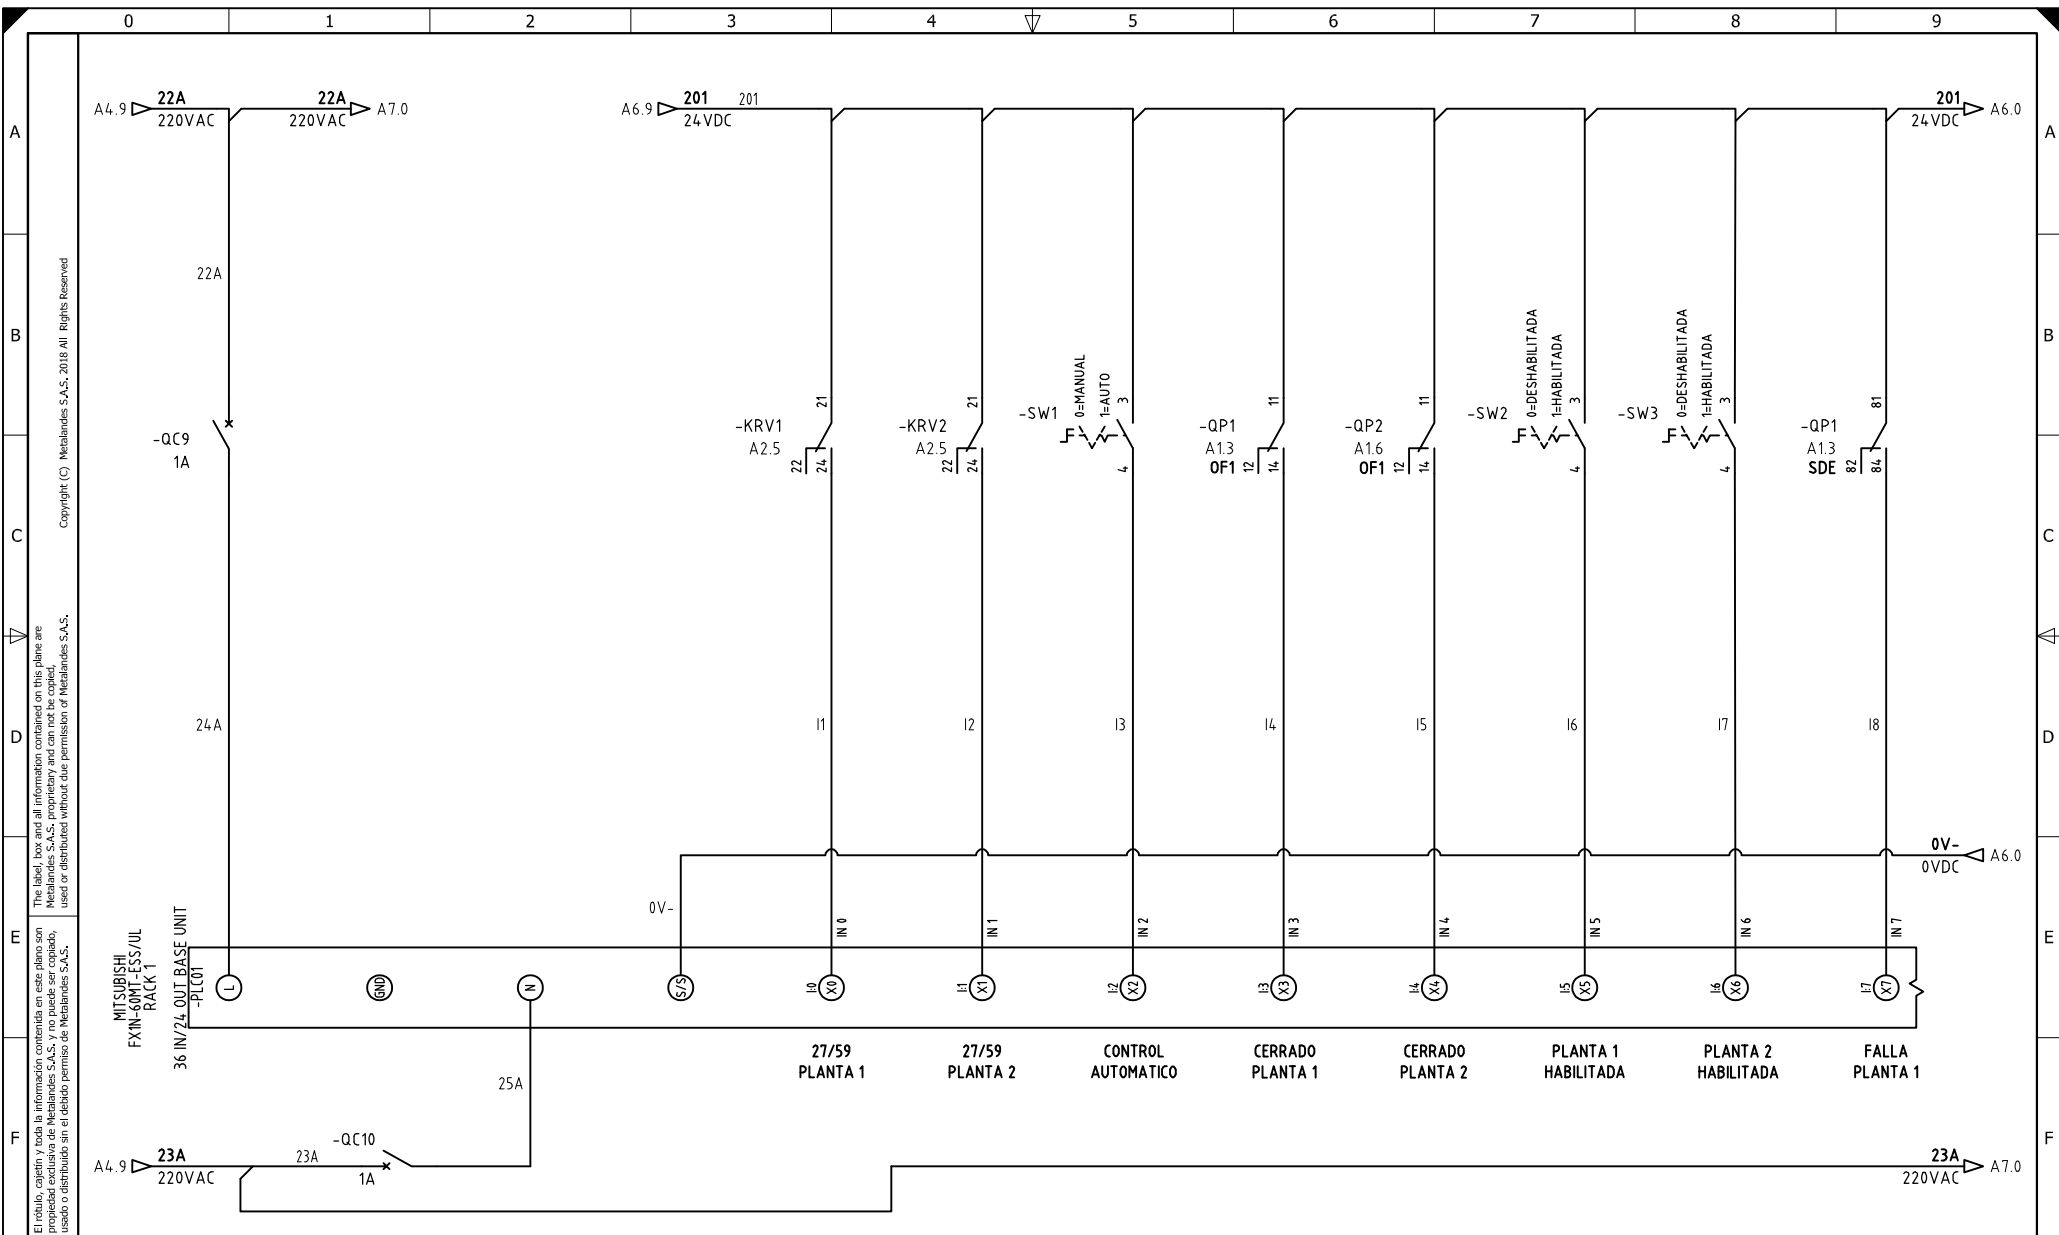 0 1 2 3 4 5 6 7 8 9
A4.9 22A 22A A7.0
220VAC 220VAC
A6.9 201 201
24VDC
201 A6.0
24VDC
A A
22A
B B
-QC9
1A
-KRV1
A2.5
21
22
24
-KRV2
A2.5
21
22
24
-SW1
0=MANUAL
1=AUTO
3
4
-QP1
A1.3
OF1
11
12
14
-QP2
A1.6
OF1
11
12
14
-SW2
0=DESHABILITADA
1=HABILITADA
3
4
-SW3
0=DESHABILITADA
1=HABILITADA
3
4
-QP1
A1.3
SDE
81
82
84
C C
D D
24A I1 I2 I3 I4 I5 I6 I7 I8
0V- A6.0
0VDC
0V-
E E
IN 0 IN 1 IN 2 IN 3 IN 4 IN 5 IN 6 IN 7
MITSUBISHI
FX1N-60MT-ESS/UL
RACK 1
36 IN/24 OUT BASE UNIT
-PLC01
L GND N S/S
I:0 X0 I:1 X1 I:2 X2 I:3 X3 I:4 X4 I:5 X5 I:6 X6 I:7 X7
27/59
PLANTA 1
27/59
PLANTA 2
CONTROL
AUTOMATICO
CERRADO
PLANTA 1
CERRADO
PLANTA 2
PLANTA 1
HABILITADA
PLANTA 2
HABILITADA
FALLA
PLANTA 1
25A
F F
-QC10
A4.9 23A 23A
220VAC 1A
23A A7.0
220VAC
Copyright (C) Metalandes S.A.S. 2018 All Rights Reserved
The label, box and all information contained on this plane are
Metalandes S.A.S. proprietary and can not be copied,
used or distributed without due permission of Metalandes S.A.S.
El rótulo, cajetín y toda la información contenida en este plano son
propiedad exclusiva de Metalandes S.A.S. y no puede ser copiado,
usado o distribuido sin el debido permiso de Metalandes S.A.S.